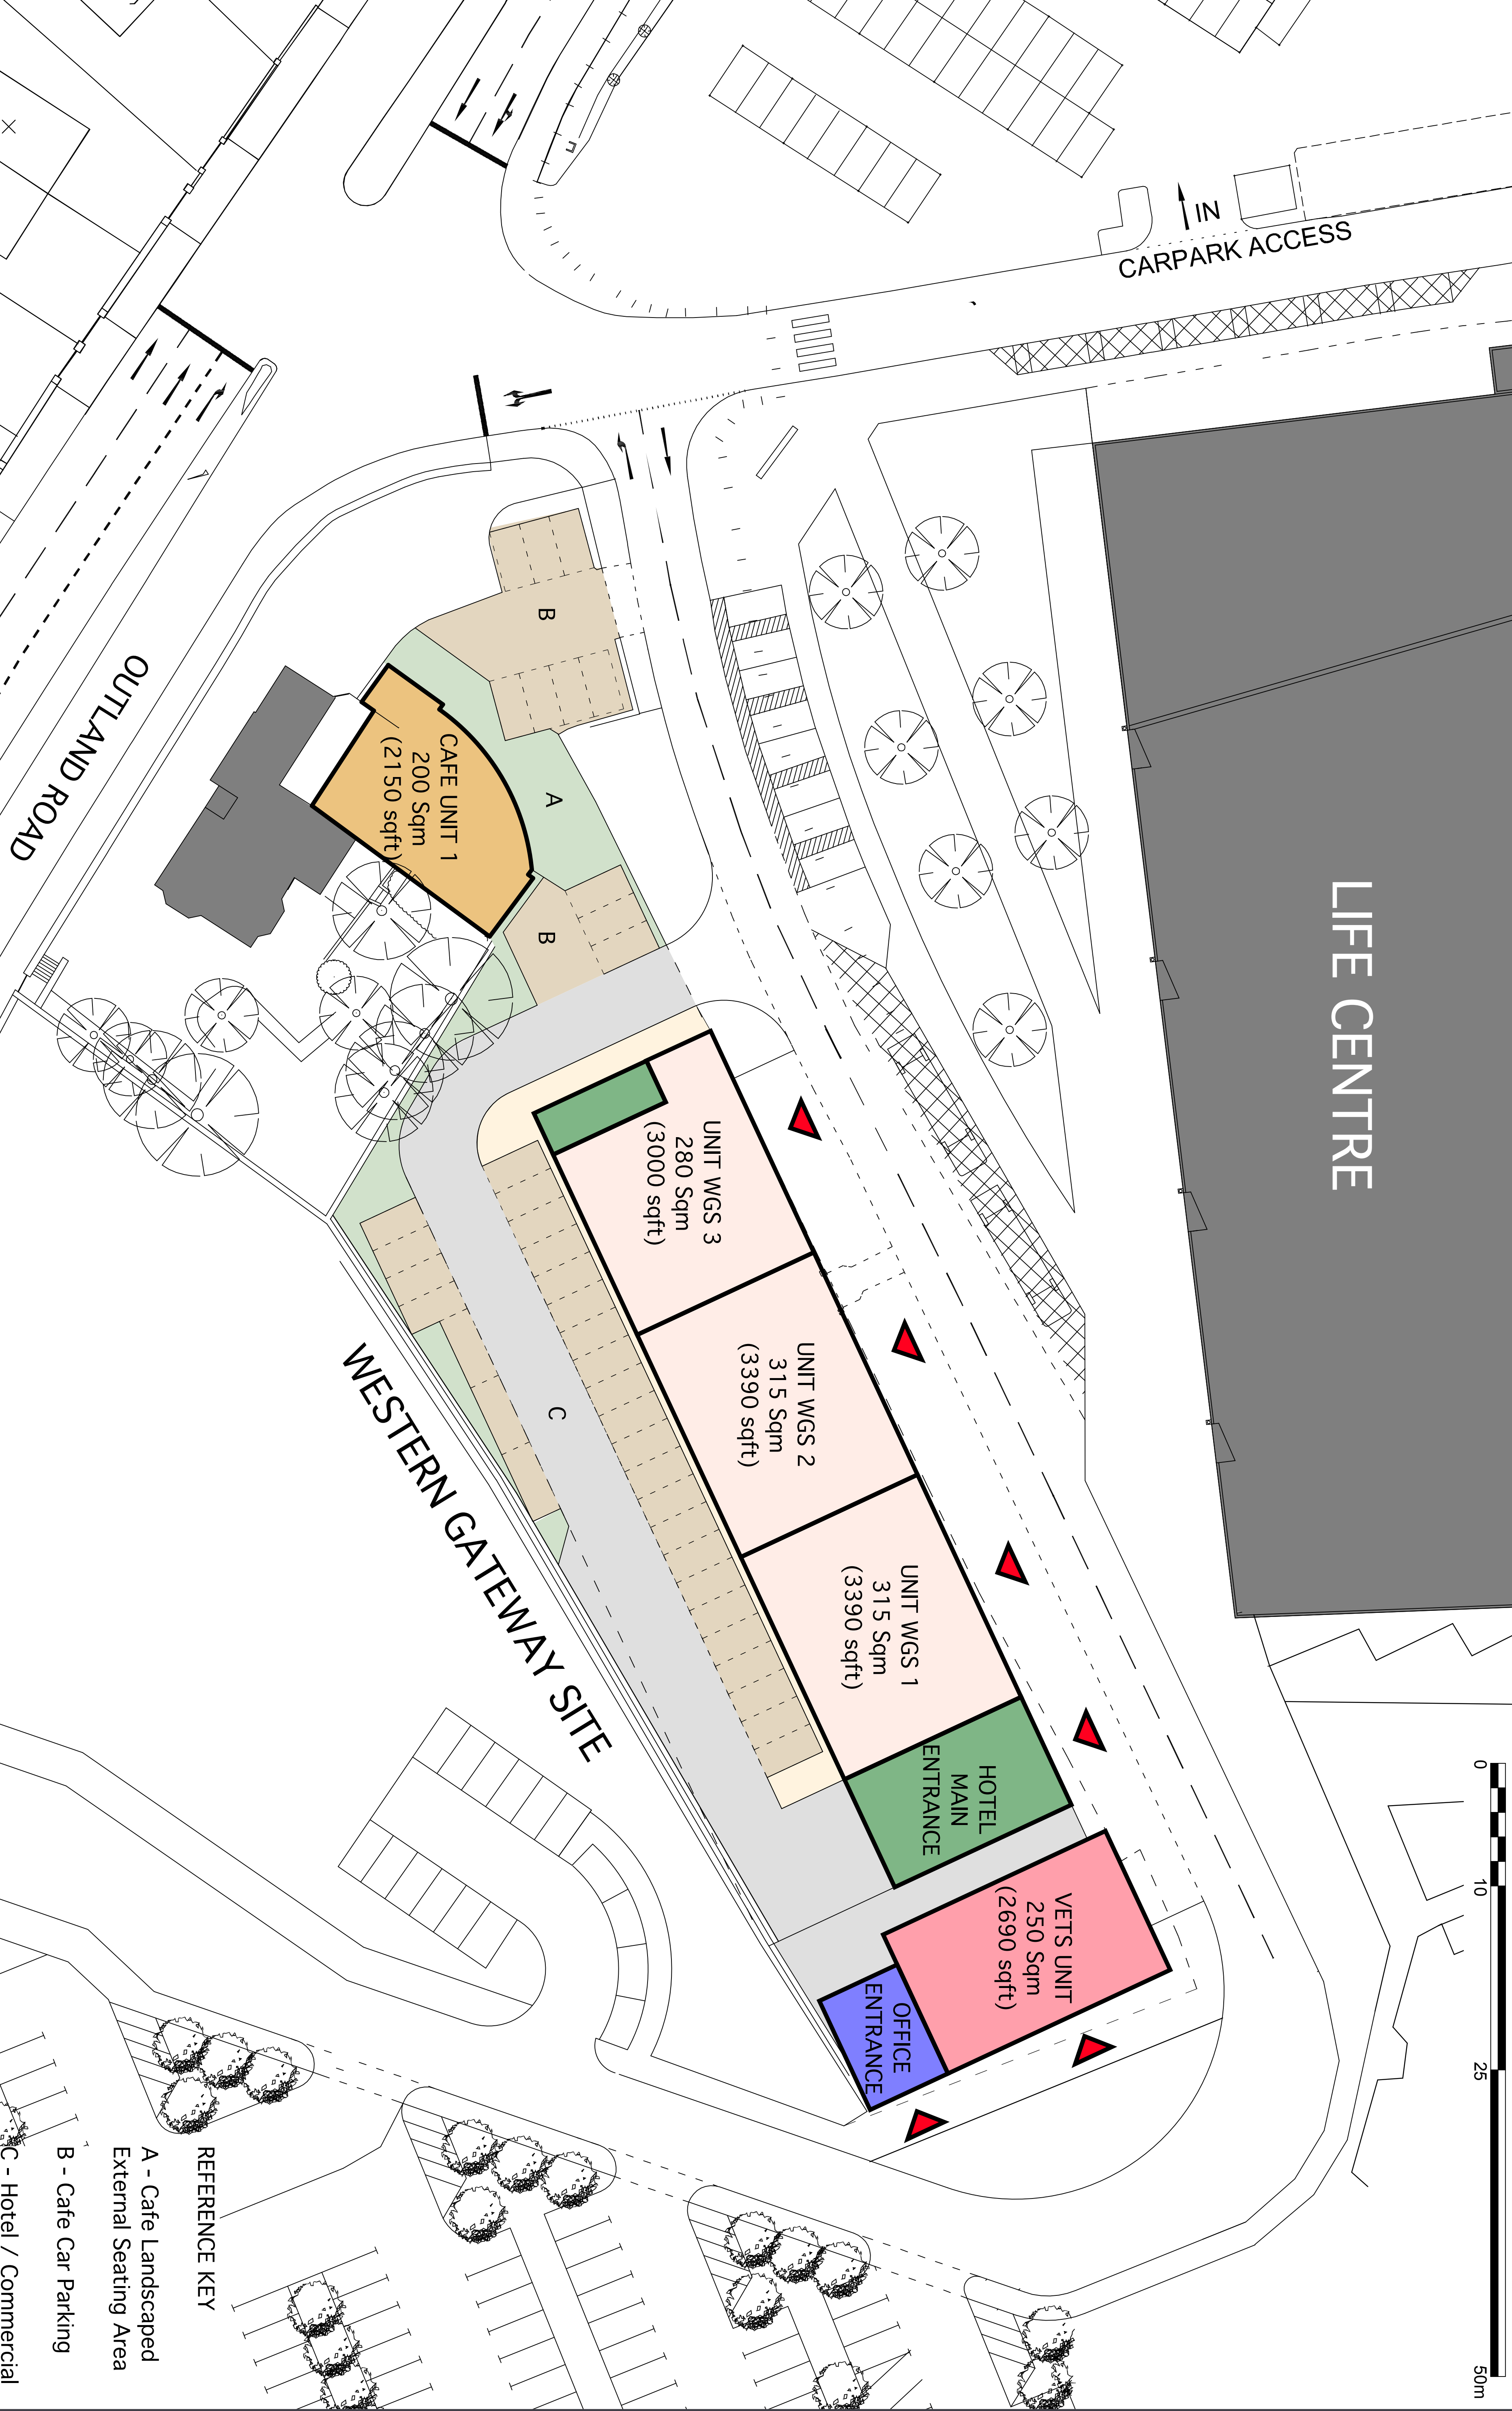 IN
CARPARK ACCESS
LIFE CENTRE
OUTLAND ROAD
B
A
B
CAFE UNIT 1
200 Sqm
(2150 sqft)
UNIT WGS 3
280 Sqm
(3000 sqft)
UNIT WGS 2
315 Sqm
(3390 sqft)
UNIT WGS 1
315 Sqm
(3390 sqft)
C
HOTEL
MAIN
ENTRANCE
VETS UNIT
250 Sqm
(2690 sqft)
OFFICE
ENTRANCE
WESTERN GATEWAY SITE
0
10
25
50m
REFERENCE KEY
A - Cafe Landscaped
External Seating Area
B - Cafe Car Parking
C - Hotel / Commercial